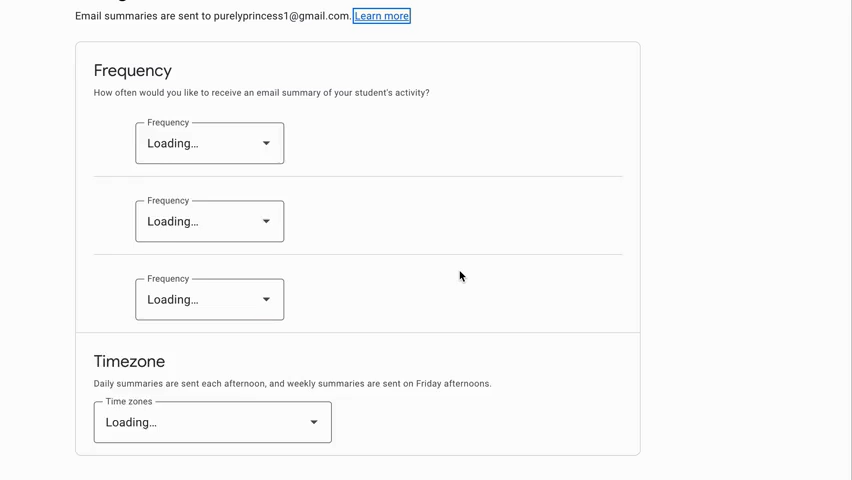 Email summaries are sent to purelyprincess1@gmail.com. Learn more
Frequency
How often would you like to receive an email summary of your student's activity?
Frequency
Loading...
Frequency
Loading...
Frequency
Loading...
Timezone
Daily summaries are sent each afternoon, and weekly summaries are sent on Friday afternoons.
Time zones
Loading...